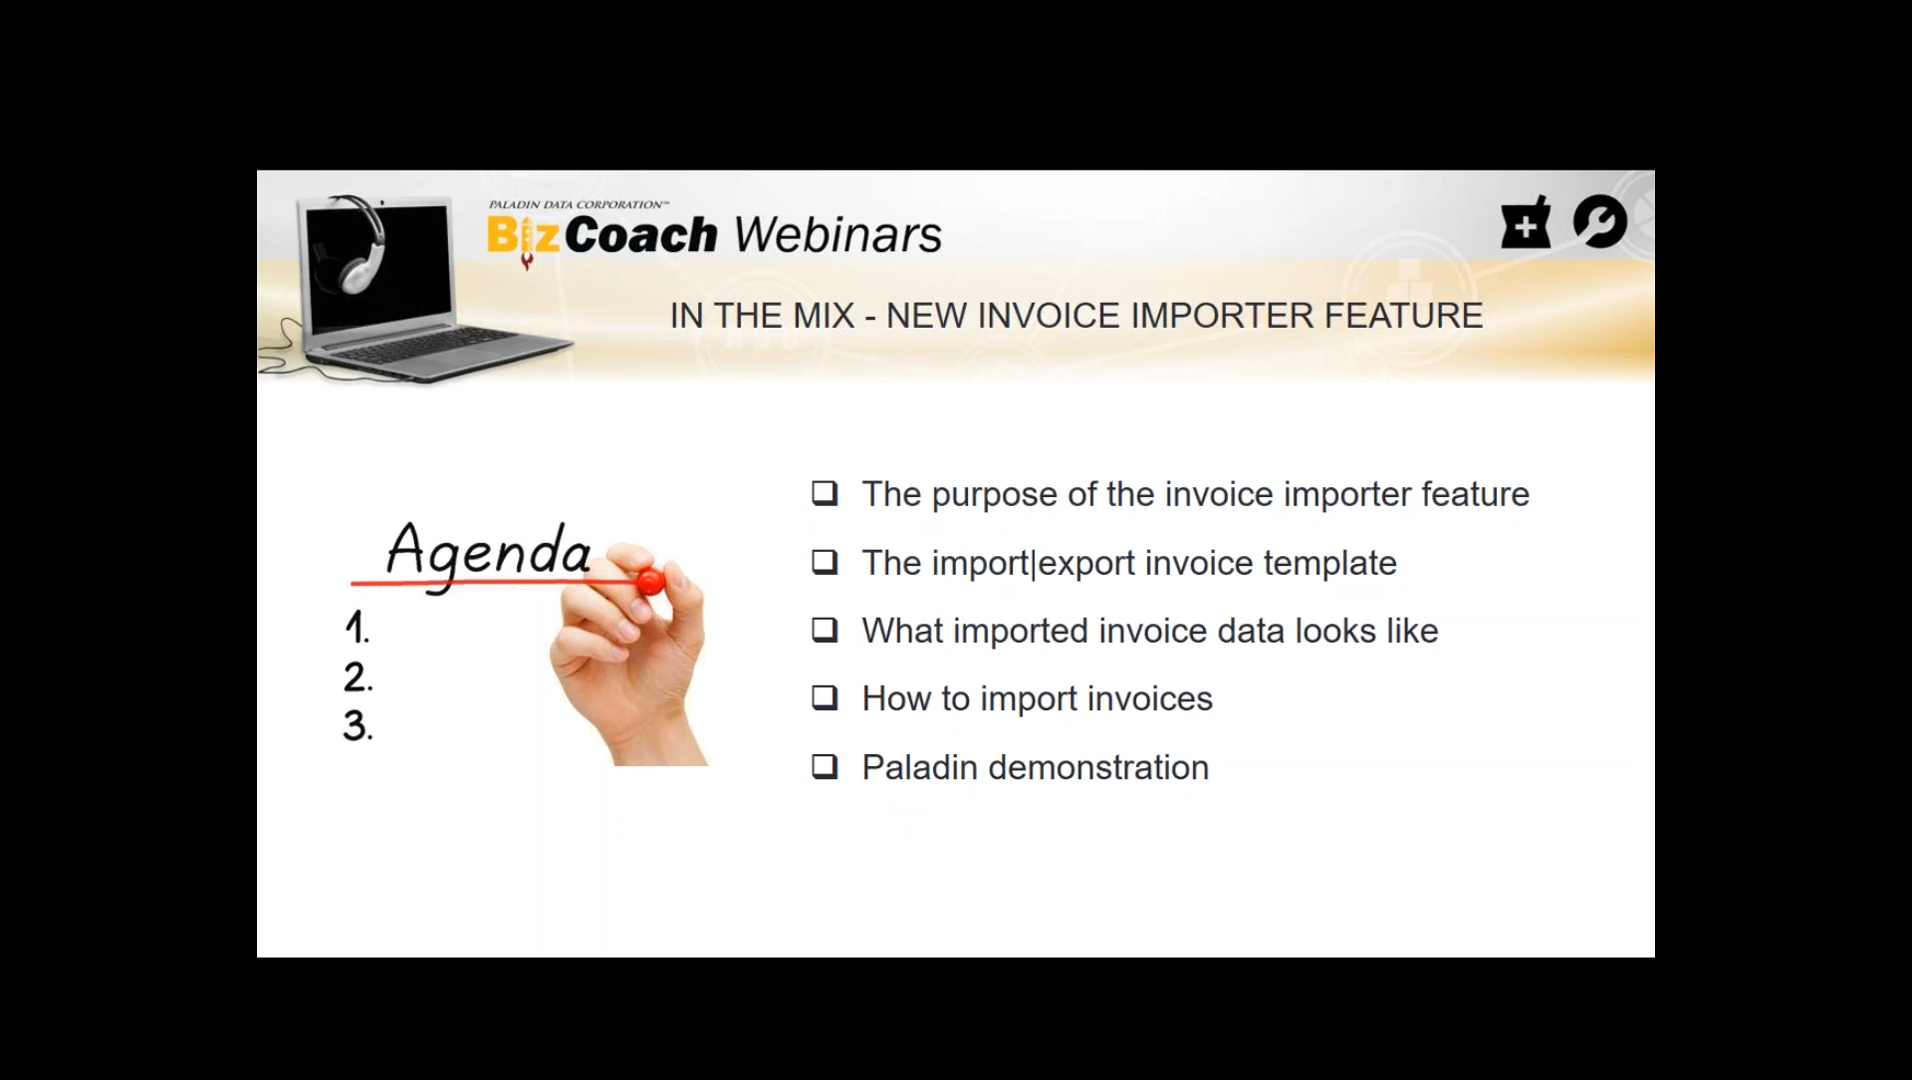 PALADIN DATA CORPORATION™
BizCoach Webinars
IN THE MIX - NEW INVOICE IMPORTER FEATURE
Agenda
1.
2.
3.
❑ The purpose of the invoice importer feature
❑ The import|export invoice template
❑ What imported invoice data looks like
❑ How to import invoices
❑ Paladin demonstration